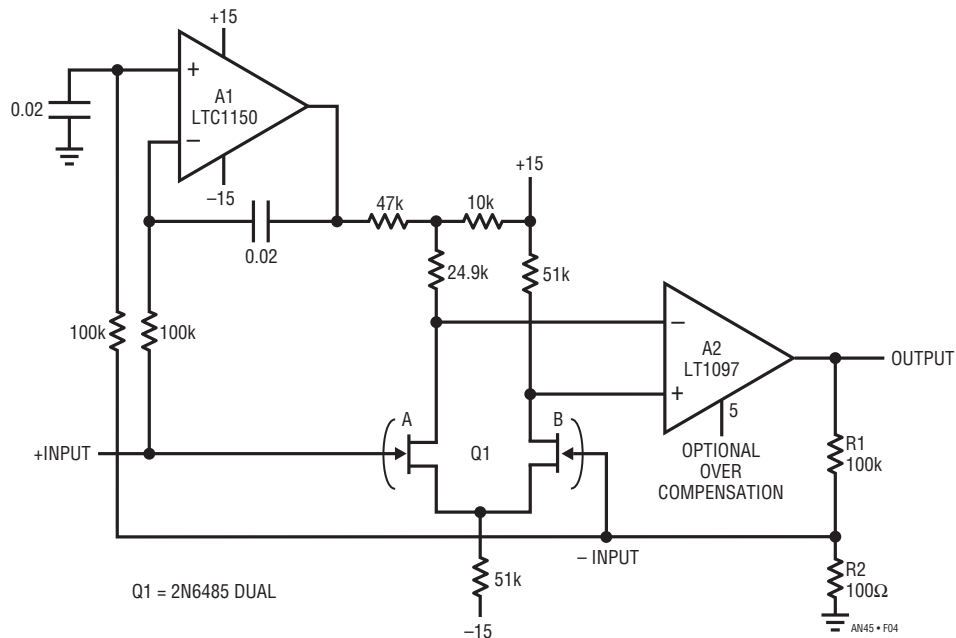 +15
+
A1
LTC1150
0.02
–
–15
+15
47k
10k
0.02
24.9k
51k
100k
100k
–
A2
LT1097
OUTPUT
+
5
A
B
Q1
+INPUT
OPTIONAL
OVER
COMPENSATION
R1
100k
– INPUT
R2
100Ω
51k
Q1 = 2N6485 DUAL
–15
AN45 • F04